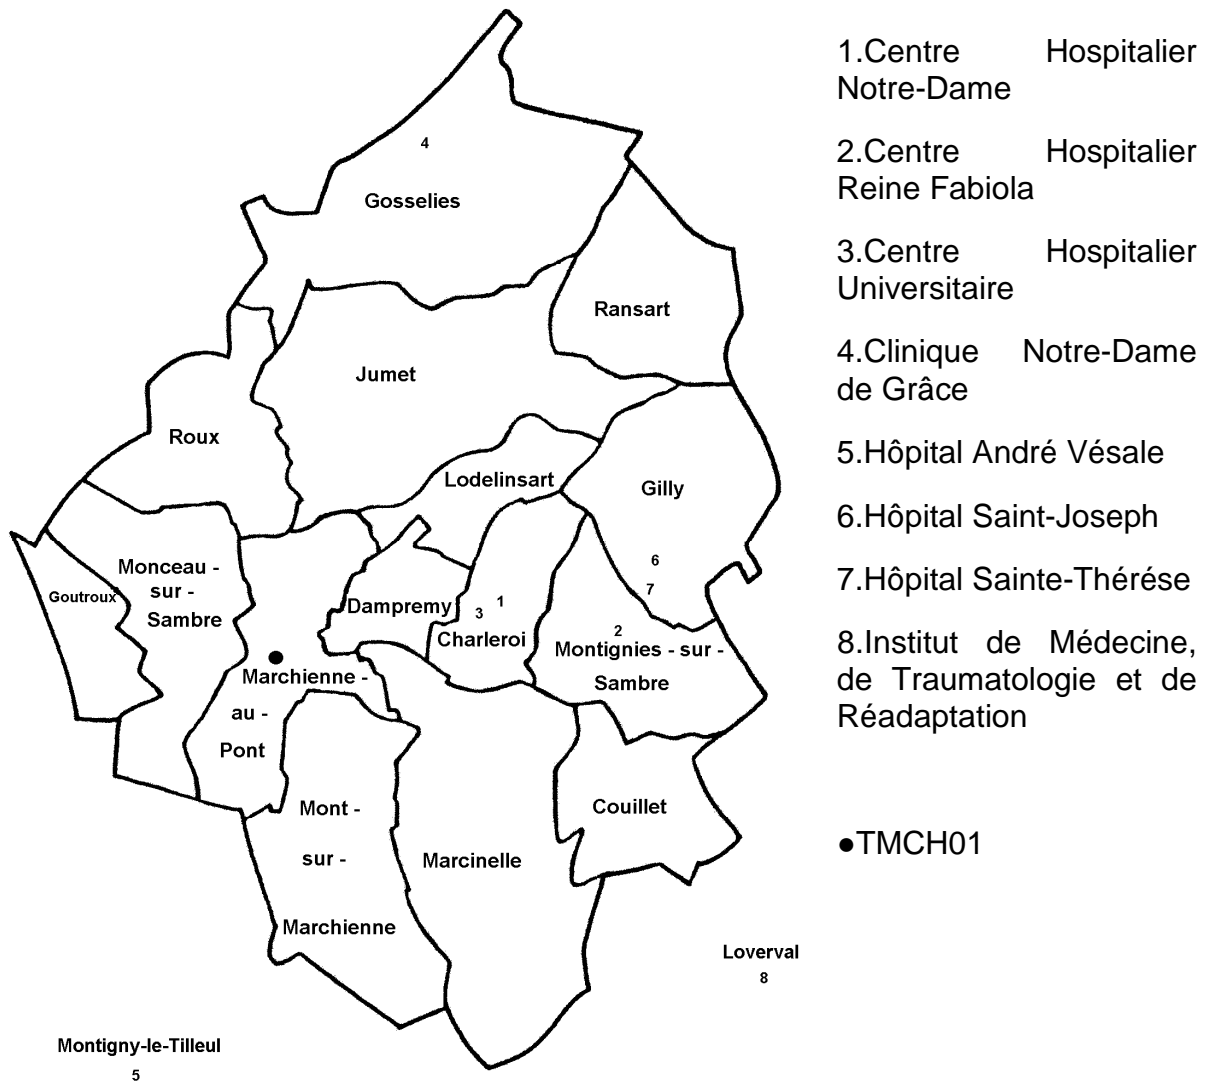 4
Gosselies
Ransart
Jumet
Roux
Lodelinsart
Gilly
6
7
Monceau -
sur -
Sambre
Goutroux
Dampremy
3
1
Charleroi
2
Montignies - sur -
Sambre
Marchienne -
au -
Pont
Mont -
sur -
Marchienne
Marcinelle
Couillet
Loverval
8
Montigny-le-Tilleul
5
1.Centre Hospitalier
Notre-Dame
2.Centre Hospitalier
Reine Fabiola
3.Centre Hospitalier
Universitaire
4.Clinique Notre-Dame
de Grâce
5.Hôpital André Vésale
6.Hôpital Saint-Joseph
7.Hôpital Sainte-Thérése
8.Institut de Médecine,
de Traumatologie et de
Réadaptation
●TMCH01